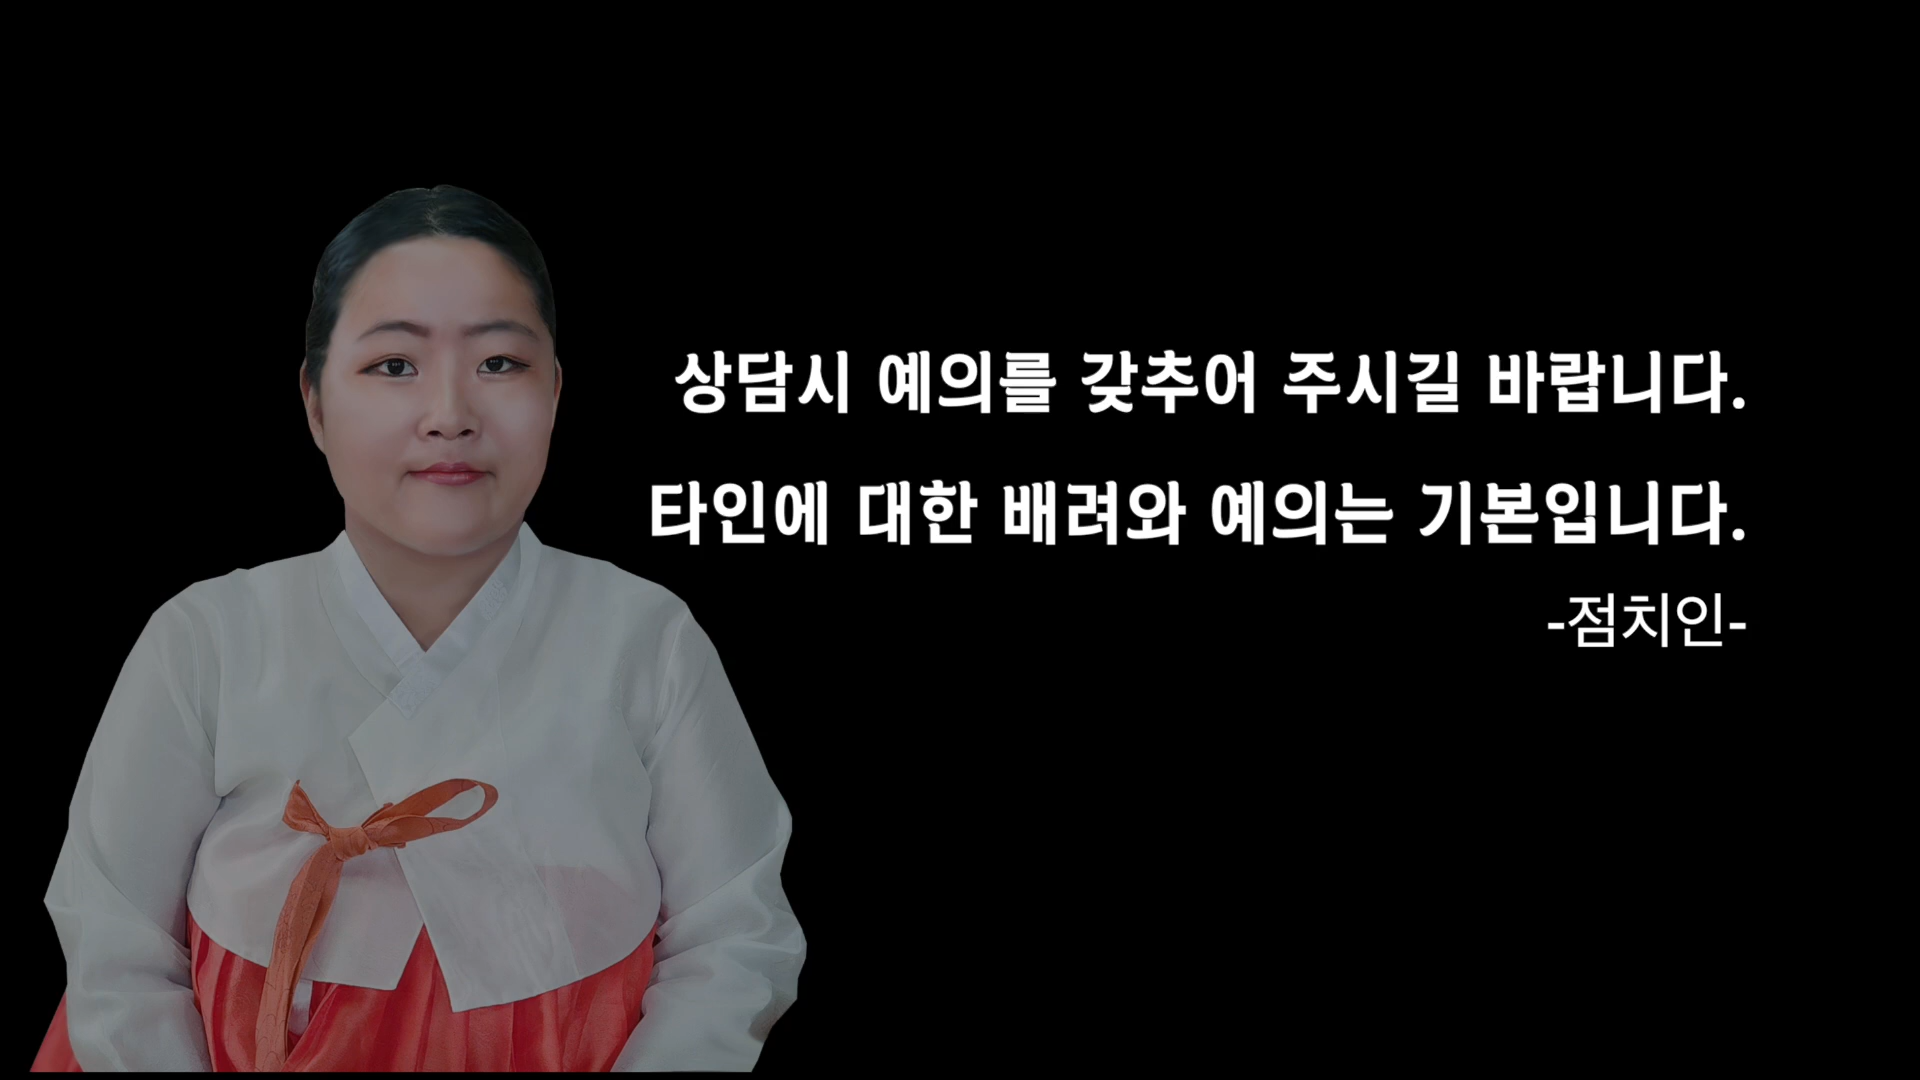 상담시 예의를 갖추어 주시길 바랍니다.
타인에 대한 배려와 예의는 기본입니다.
-점치인-